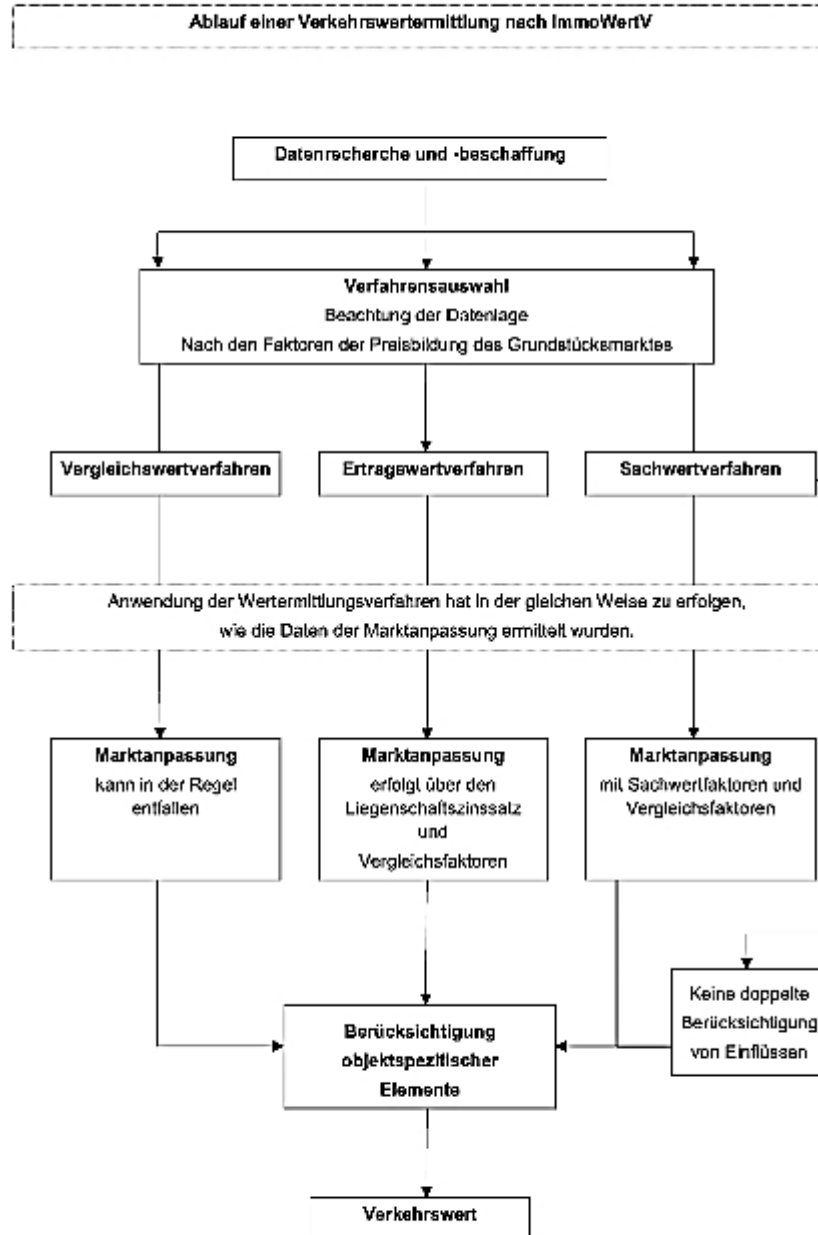 Ablauf einer Verkehrswertermittlung nach ImmoWertV
Datenrecherche und -beschaffung
Verfahrensauswahl
Beachtung der Datenlage
Nach den Faktoren der Preisbildung des Grundstücksmarktes
Vergleichswertverfahren
Ertragswertverfahren
Sachwertverfahren
Anwendung der Wertermittlungsverfahren hat in der gleichen Weise zu erfolgen,
wie die Daten der Marktanpassung ermittelt wurden.
Marktanpassung
kann in der Regel
entfallen
Marktanpassung
erfolgt über den
Liegenschaftszinssatz
und
Vergleichsfaktoren
Marktanpassung
mit Sachwertfaktoren und
Vergleichsfaktoren
Keine doppelte
Berücksichtigung
von Einflüssen
Berücksichtigung
objektspezifischer
Elemente
Verkehrswert